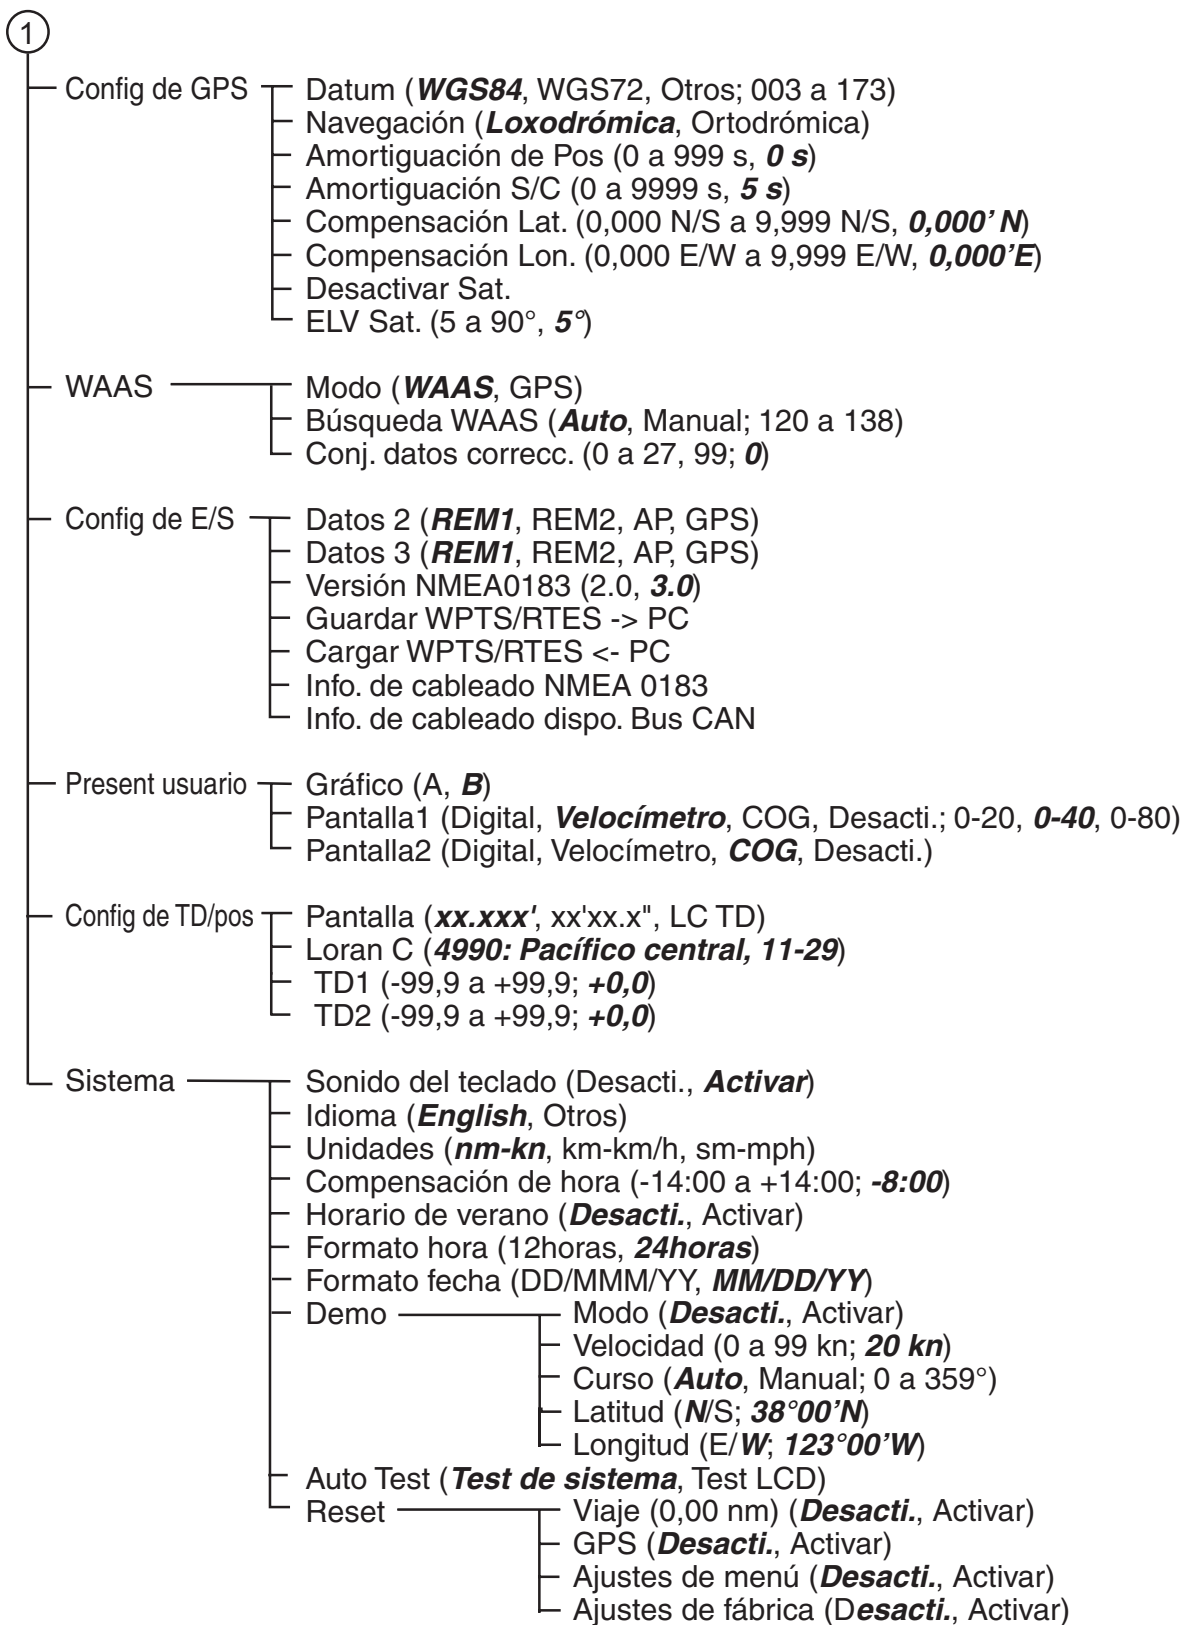 1
Config de GPS
Datum (WGS84, WGS72, Otros; 003 a 173)
Navegación (Loxodrómica, Ortodrómica)
Amortiguación de Pos (0 a 999 s, 0 s)
Amortiguación S/C (0 a 9999 s, 5 s)
Compensación Lat. (0,000 N/S a 9,999 N/S, 0,000’ N)
Compensación Lon. (0,000 E/W a 9,999 E/W, 0,000’E)
Desactivar Sat.
ELV Sat. (5 a 90°, 5°)
WAAS
Modo (WAAS, GPS)
Búsqueda WAAS (Auto, Manual; 120 a 138)
Conj. datos correcc. (0 a 27, 99; 0)
Config de E/S
Datos 2 (REM1, REM2, AP, GPS)
Datos 3 (REM1, REM2, AP, GPS)
Versión NMEA0183 (2.0, 3.0)
Guardar WPTS/RTES -> PC
Cargar WPTS/RTES <- PC
Info. de cableado NMEA 0183
Info. de cableado dispo. Bus CAN
Present usuario
Gráfico (A, B)
Pantalla1 (Digital, Velocímetro, COG, Desacti.; 0-20, 0-40, 0-80)
Pantalla2 (Digital, Velocímetro, COG, Desacti.)
Config de TD/pos
Pantalla (xx.xxx', xx'xx.x", LC TD)
Loran C (4990: Pacífico central, 11-29)
TD1 (-99,9 a +99,9; +0,0)
TD2 (-99,9 a +99,9; +0,0)
Sistema
Sonido del teclado (Desacti., Activar)
Idioma (English, Otros)
Unidades (nm-kn, km-km/h, sm-mph)
Compensación de hora (-14:00 a +14:00; -8:00)
Horario de verano (Desacti., Activar)
Formato hora (12horas, 24horas)
Formato fecha (DD/MMM/YY, MM/DD/YY)
Demo
Modo (Desacti., Activar)
Velocidad (0 a 99 kn; 20 kn)
Curso (Auto, Manual; 0 a 359°)
Latitud (N/S; 38°00’N)
Longitud (E/W; 123°00’W)
Auto Test (Test de sistema, Test LCD)
Reset
Viaje (0,00 nm) (Desacti., Activar)
GPS (Desacti., Activar)
Ajustes de menú (Desacti., Activar)
Ajustes de fábrica (Desacti., Activar)